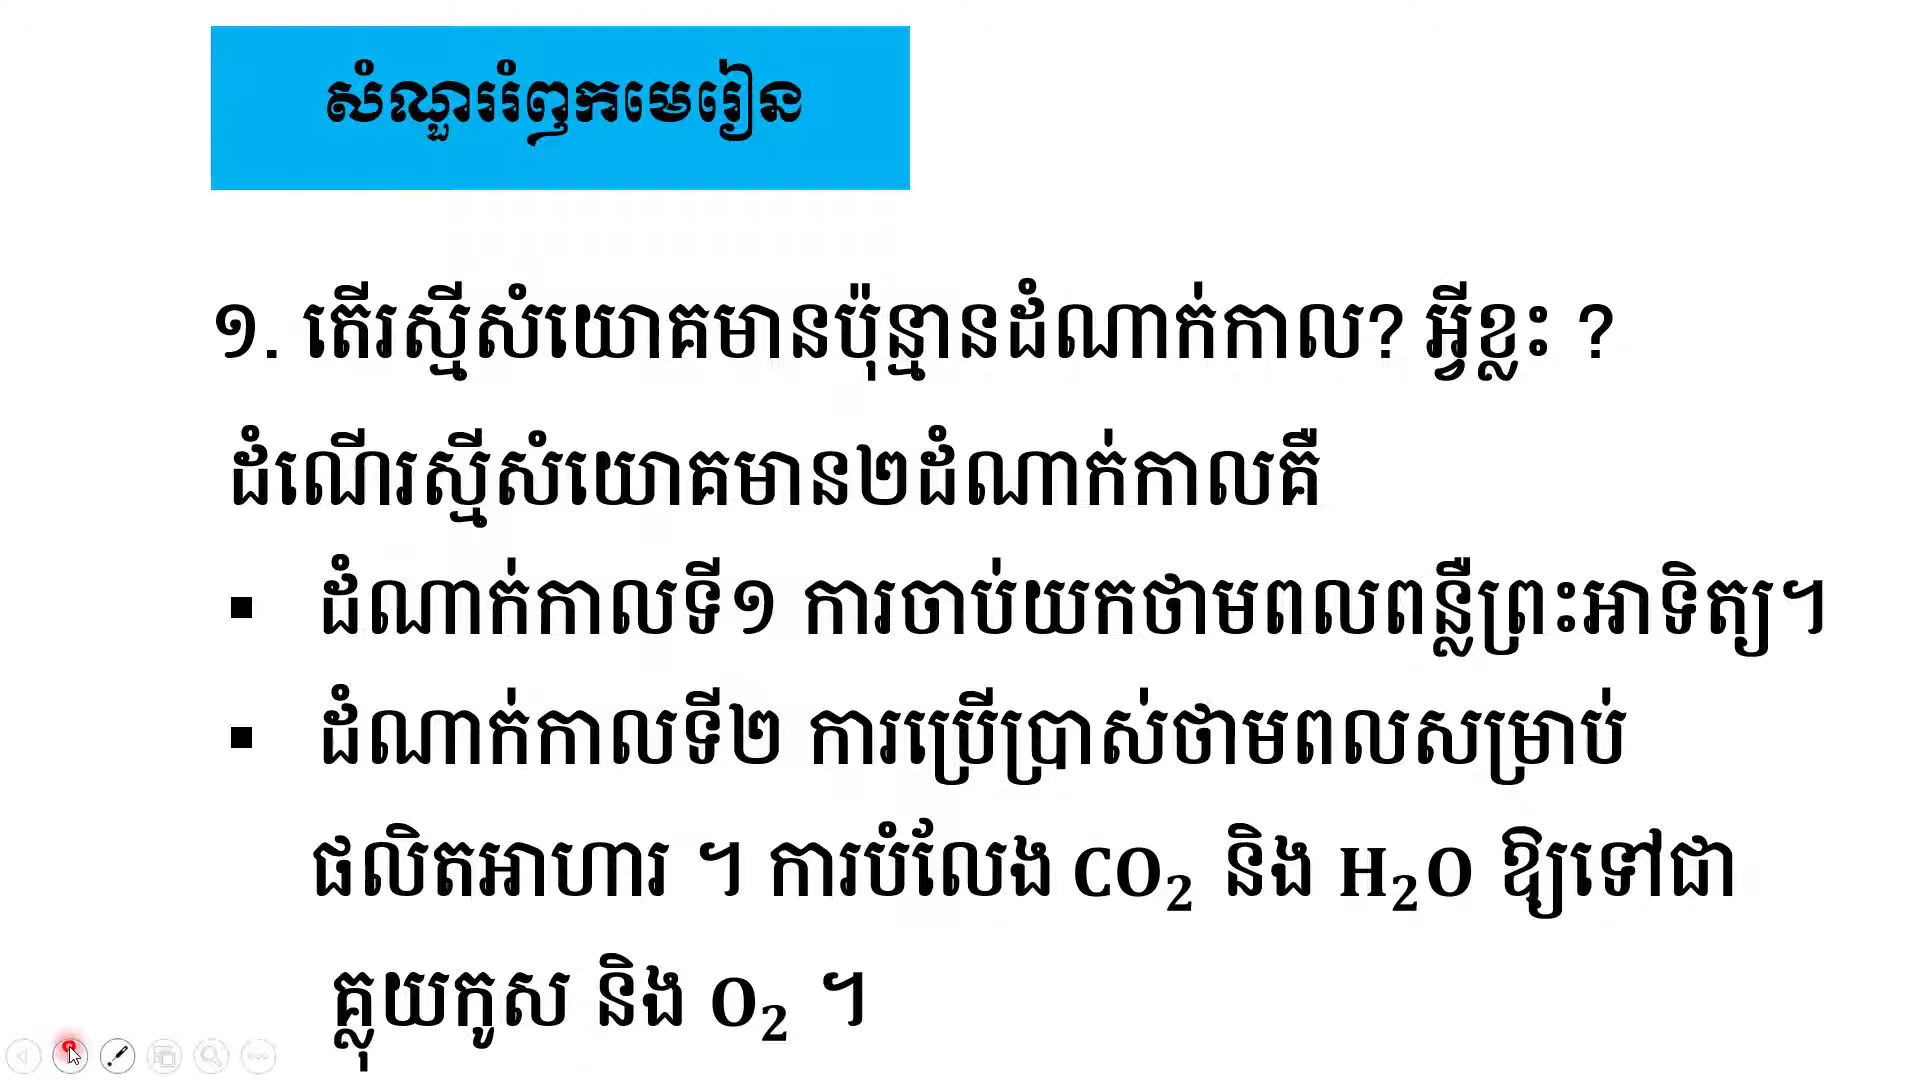 សំណួររំឭកមេរៀន
១. តើរស្មីសំយោគមានប៉ុន្មានដំណាក់កាល? អ្វីខ្លះ ?
ដំណើរស្មីសំយោគមាន២ដំណាក់កាលគឺ
▪ ដំណាក់កាលទី១ ការចាប់យកថាមពលពន្លឺព្រះអាទិត្យ។
▪ ដំណាក់កាលទី២ ការប្រើប្រាស់ថាមពលសម្រាប់
ផលិតអាហារ ។ ការបំលែង CO₂ និង H₂O ឱ្យទៅជា
គ្លុយកូស និង O₂ ។